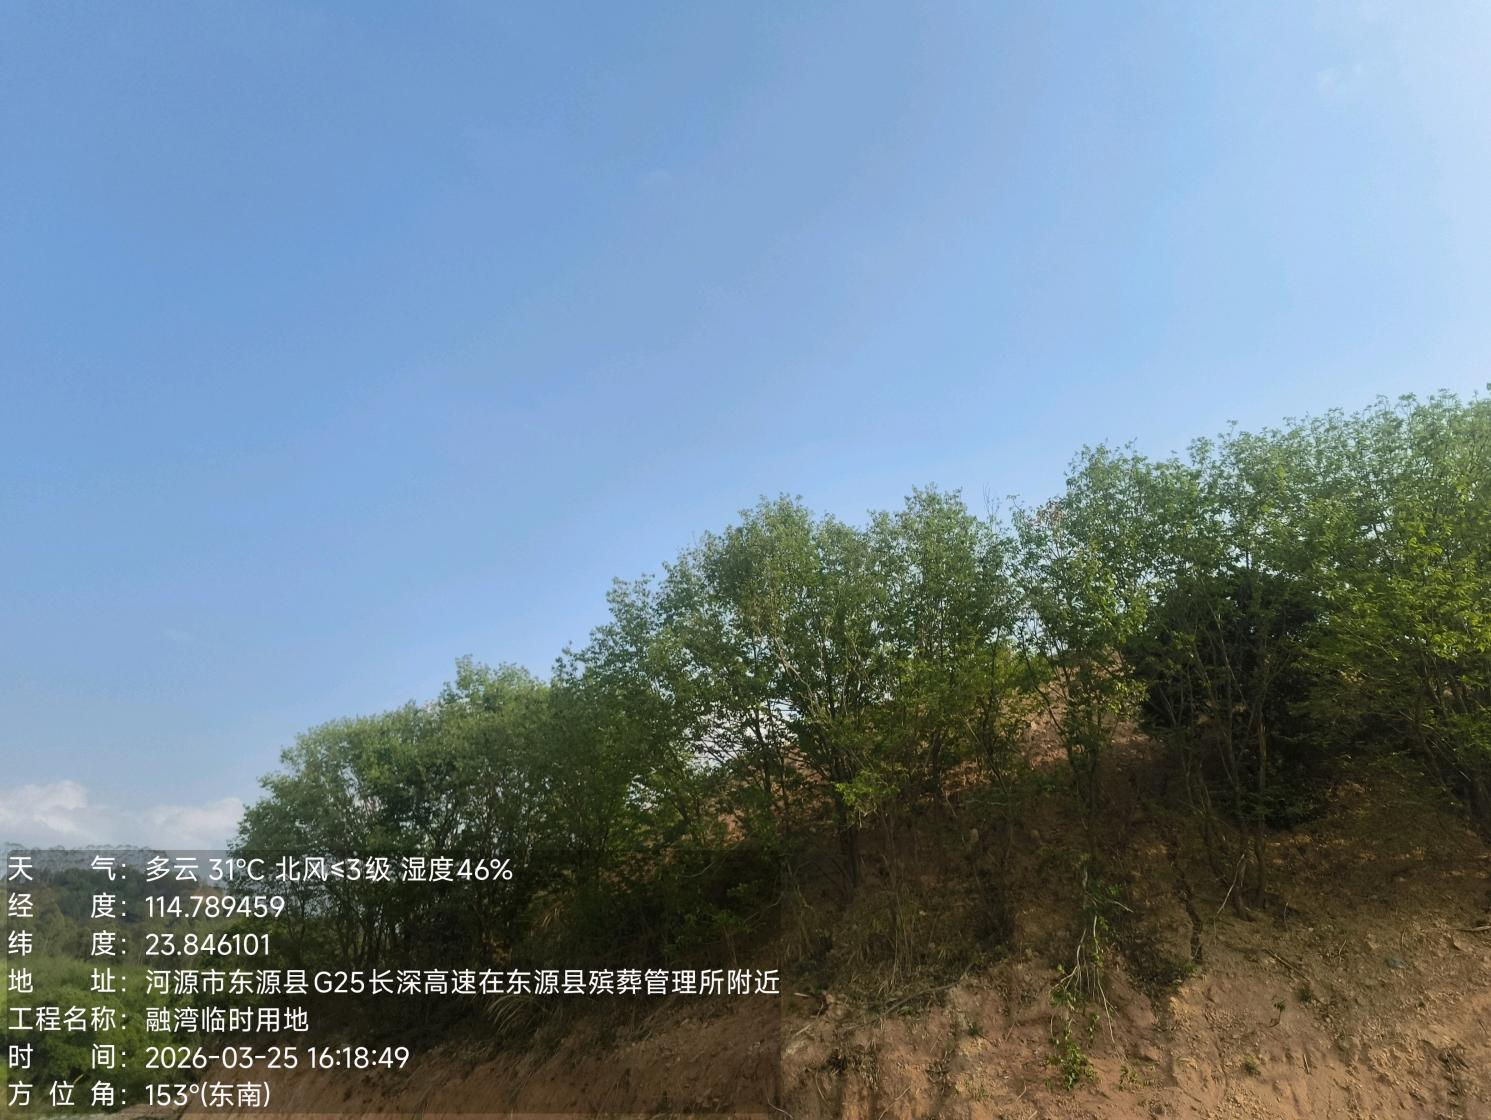 天气：多云 31℃ 北风≤3级 湿度46%
经度：114.789459
纬度：23.846101
地址：河源市东源县G25长深高速在东源县殡葬管理所附近
工程名称：融湾临时用地
时间：2026-03-25 16:18:49
方位角：153°(东南)